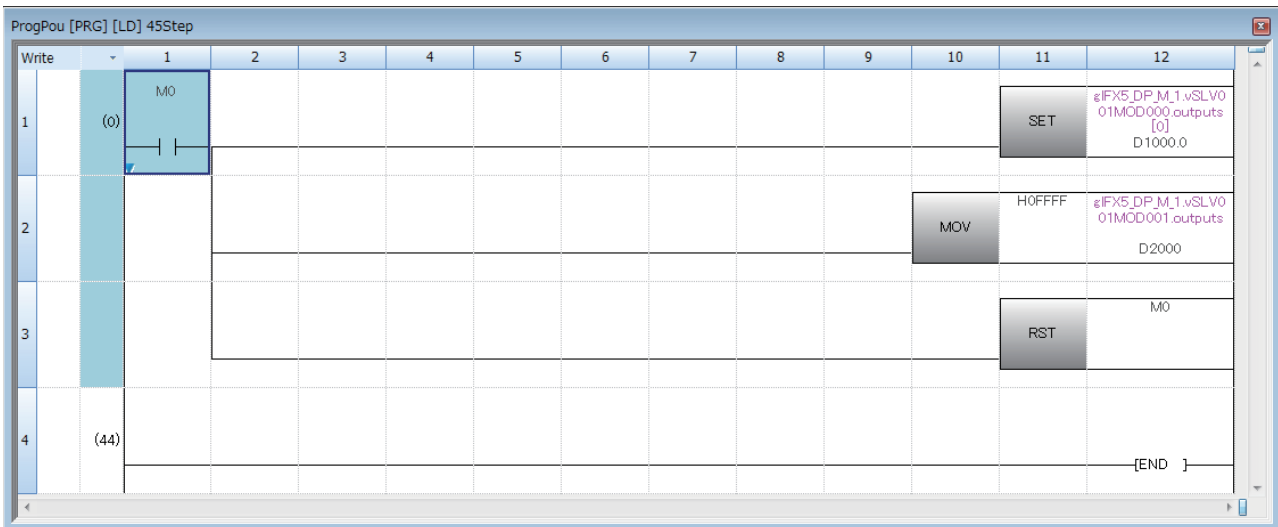 ProgPou [PRG] [LD] 45Step
Write 1 2 3 4 5 6 7 8 9 10 11 12
1 (0) M0 SET gIFX5_DP_M_1.vSLV0
01MOD000.outputs
[0]
D1000.0
2 MOV H0FFFF gIFX5_DP_M_1.vSLV0
01MOD001.outputs
D2000
3 RST M0
4 (44) [END ]